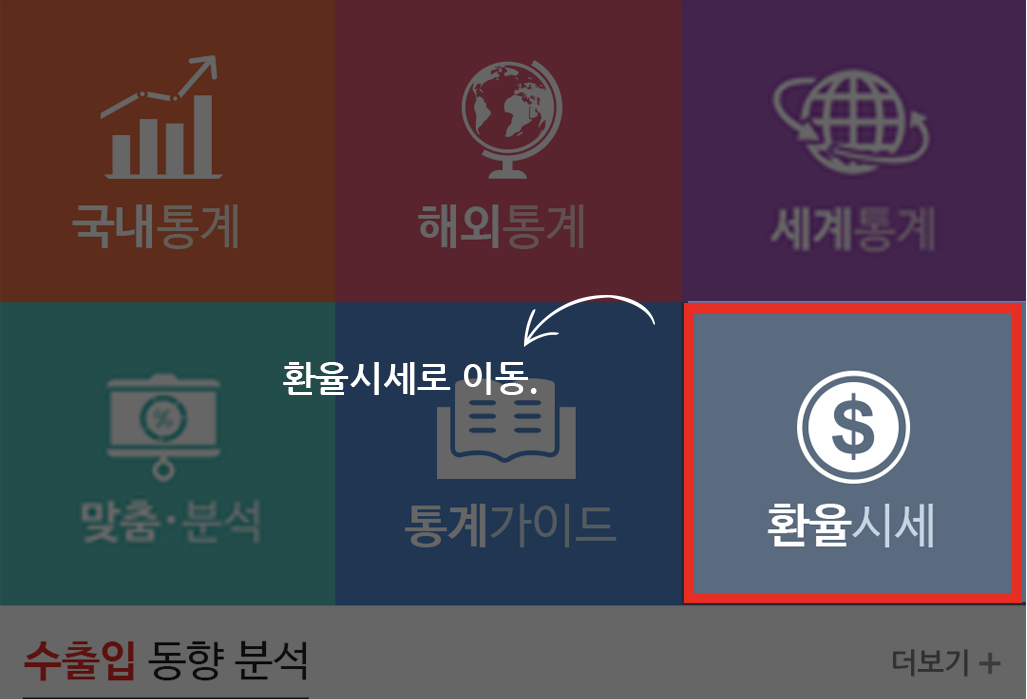 국내통계
해외통계
세계통계
환율시세로 이동.
%
맞춤·분석
통계가이드
$
환율시세
수출입 동향 분석
더보기 +